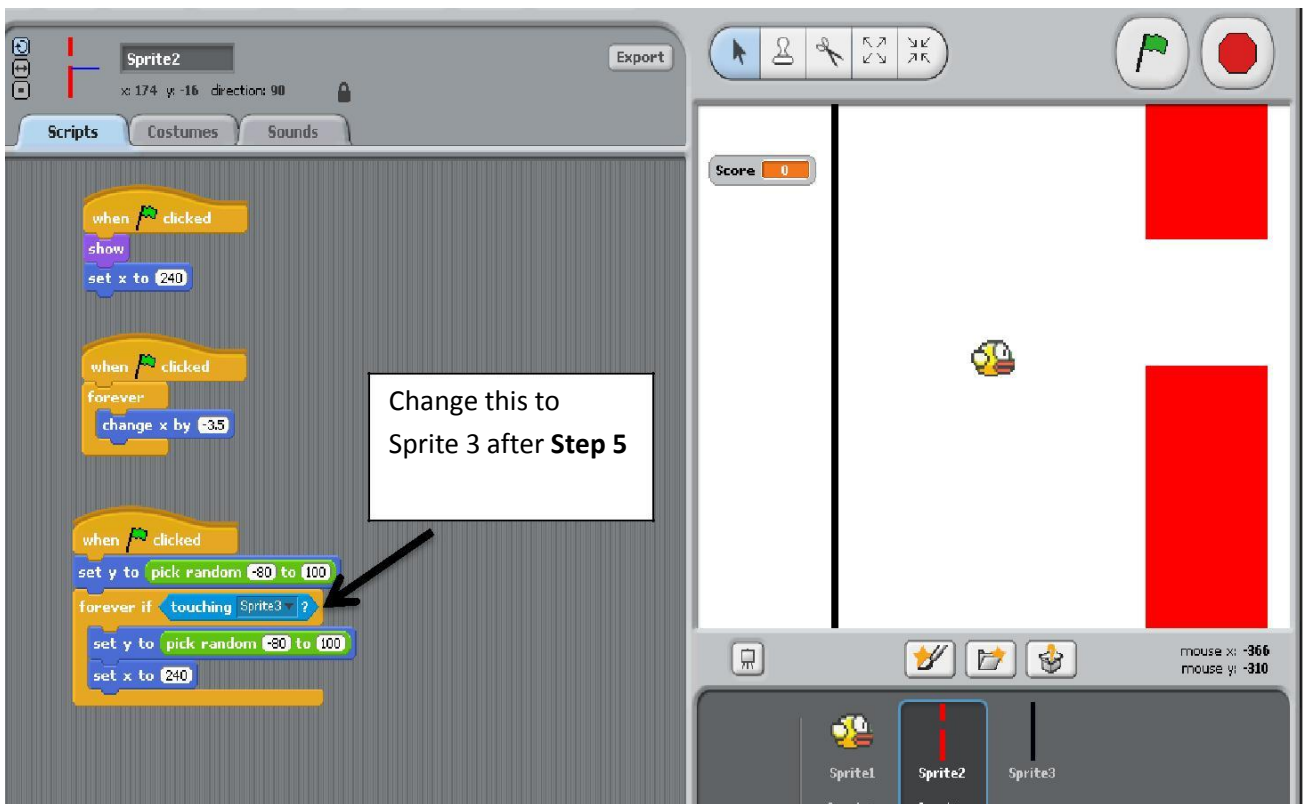 Sprite2
Export
x: 174 y: -16 direction: 90
Scripts
Costumes
Sounds
when clicked
show
set x to 240
when clicked
forever
change x by -3.5
when clicked
set y to pick random -80 to 100
forever if touching Sprite3 ?
set y to pick random -80 to 100
set x to 240
Change this to
Sprite 3 after Step 5
Score 0
mouse x: -366
mouse y: -310
Sprite1
Sprite2
Sprite3